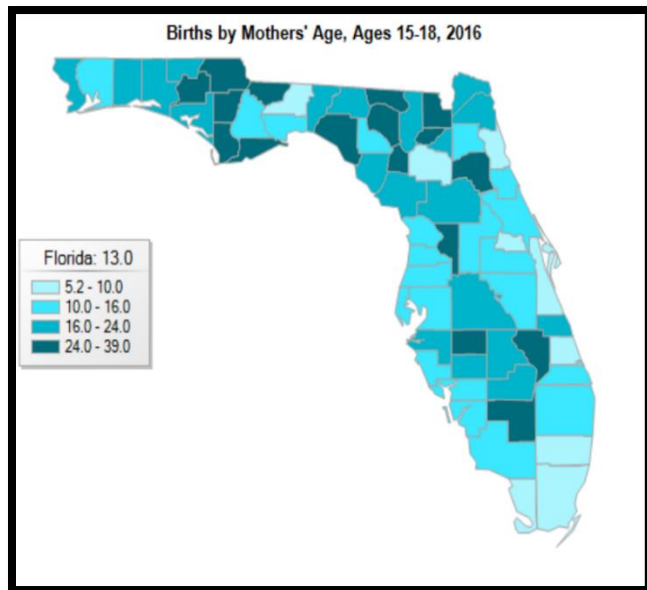 Births by Mothers' Age, Ages 15-18, 2016
Florida: 13.0
5.2 - 10.0
10.0 - 16.0
16.0 - 24.0
24.0 - 39.0